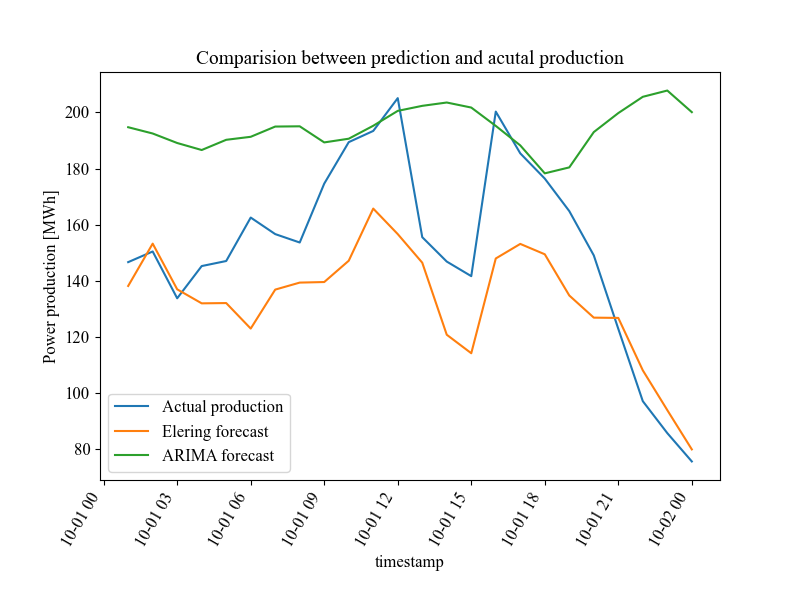 Comparision between prediction and acutal production
Power production [MWh]
200
180
160
140
120
100
80
Actual production
Elering forecast
ARIMA forecast
10-01 00
10-01 03
10-01 06
10-01 09
10-01 12
10-01 15
10-01 18
10-01 21
10-02 00
timestamp